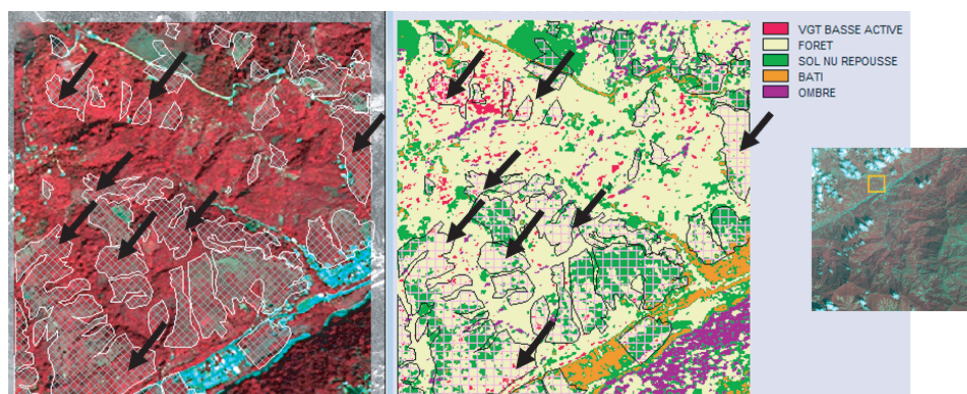 VGT BASSE ACTIVE
FORET
SOL NU REPOUSSE
BATI
OMBRE